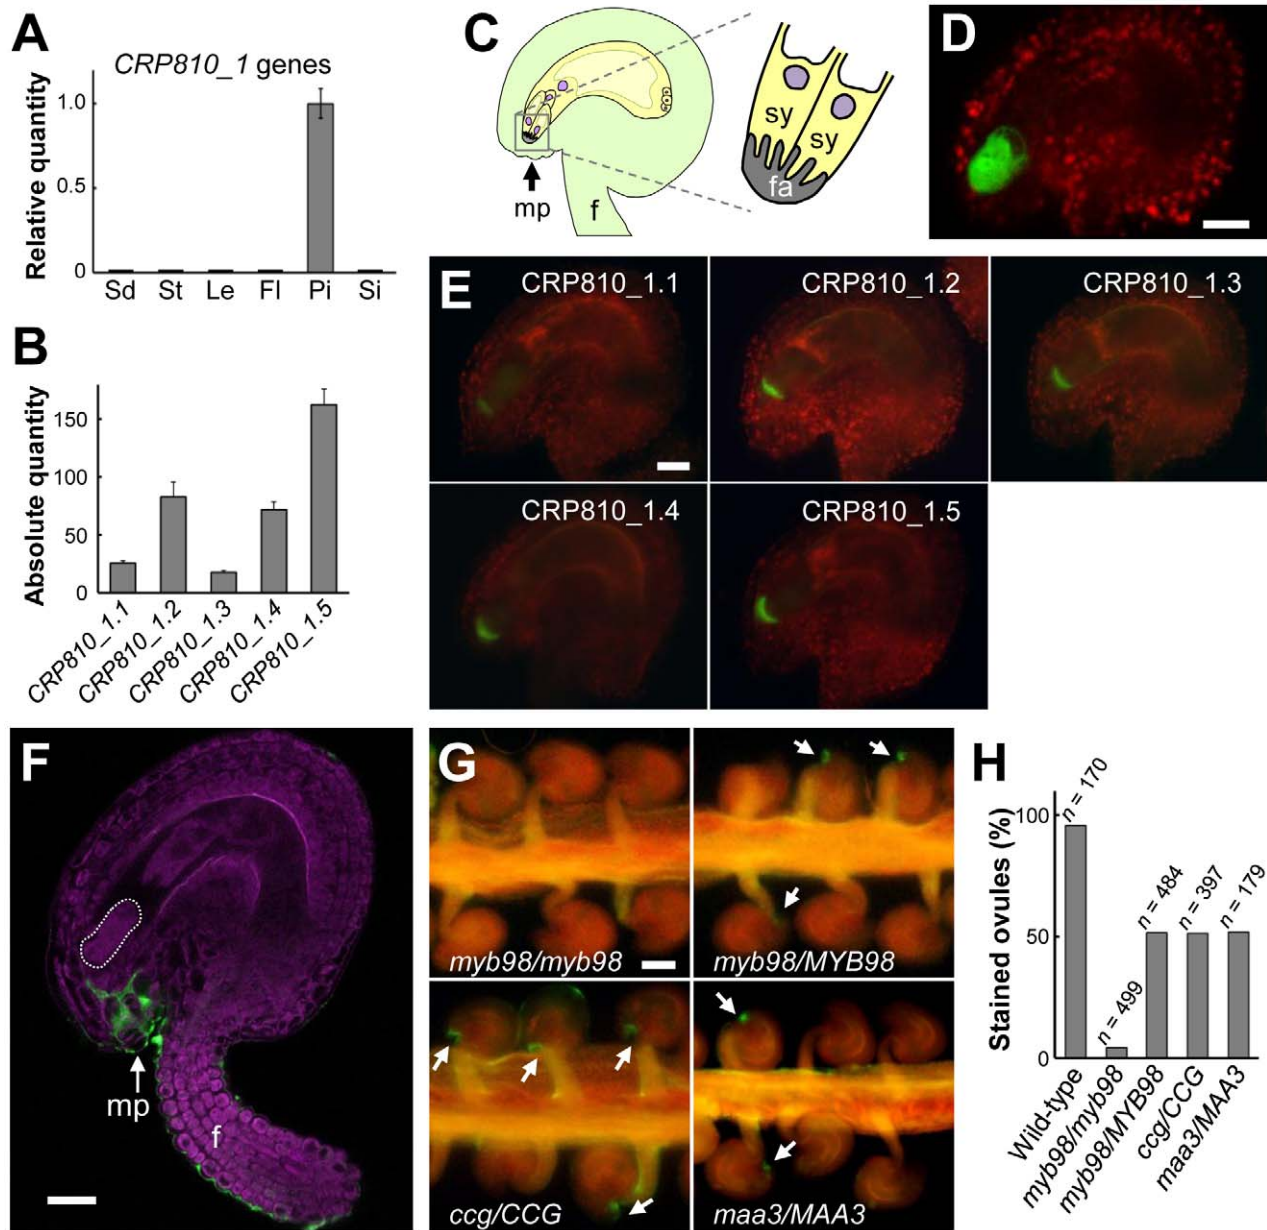 A
CRP810_1 genes
Relative quantity
1.0
0.5
0
Sd St Le Fl Pi Si
B
Absolute quantity
150
100
50
0
CRP810_1.1
CRP810_1.2
CRP810_1.3
CRP810_1.4
CRP810_1.5
C
sy
sy
fa
mp
f
D
E
CRP810_1.1
CRP810_1.2
CRP810_1.3
CRP810_1.4
CRP810_1.5
F
mp
f
G
myb98/myb98
myb98/MYB98
ccg/CCG
maa3/MAA3
H
Stained ovules (%)
100
50
0
n = 170
n = 499
n = 484
n = 397
n = 179
Wild-type
myb98/myb98
myb98/MYB98
ccg/CCG
maa3/MAA3